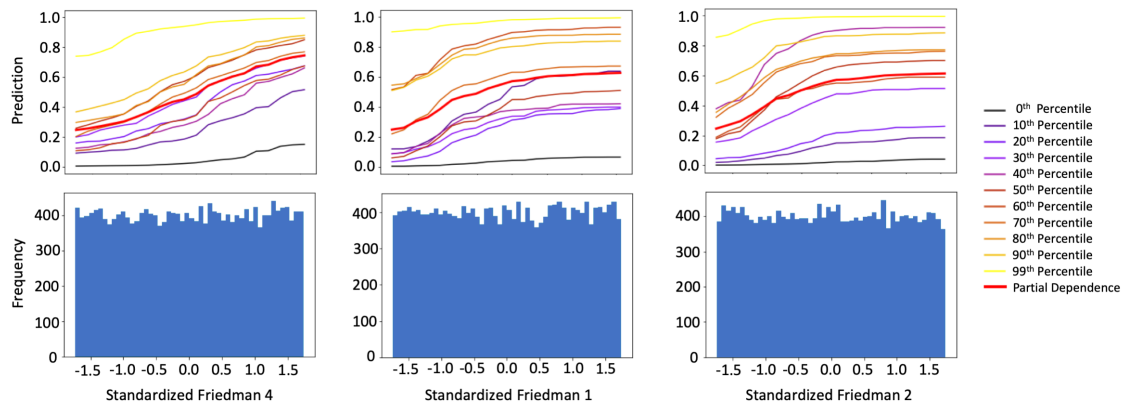 Prediction
1.0
0.8
0.6
0.4
0.2
0.0
1.0
0.8
0.6
0.4
0.2
0.0
1.0
0.8
0.6
0.4
0.2
0.0
Frequency
400
300
200
100
0
-1.5 -1.0 -0.5 0.0 0.5 1.0 1.5
Standardized Friedman 4
400
300
200
100
0
-1.5 -1.0 -0.5 0.0 0.5 1.0 1.5
Standardized Friedman 1
400
300
200
100
0
-1.5 -1.0 -0.5 0.0 0.5 1.0 1.5
Standardized Friedman 2
0th Percentile
10th Percentile
20th Percentile
30th Percentile
40th Percentile
50th Percentile
60th Percentile
70th Percentile
80th Percentile
90th Percentile
99th Percentile
Partial Dependence